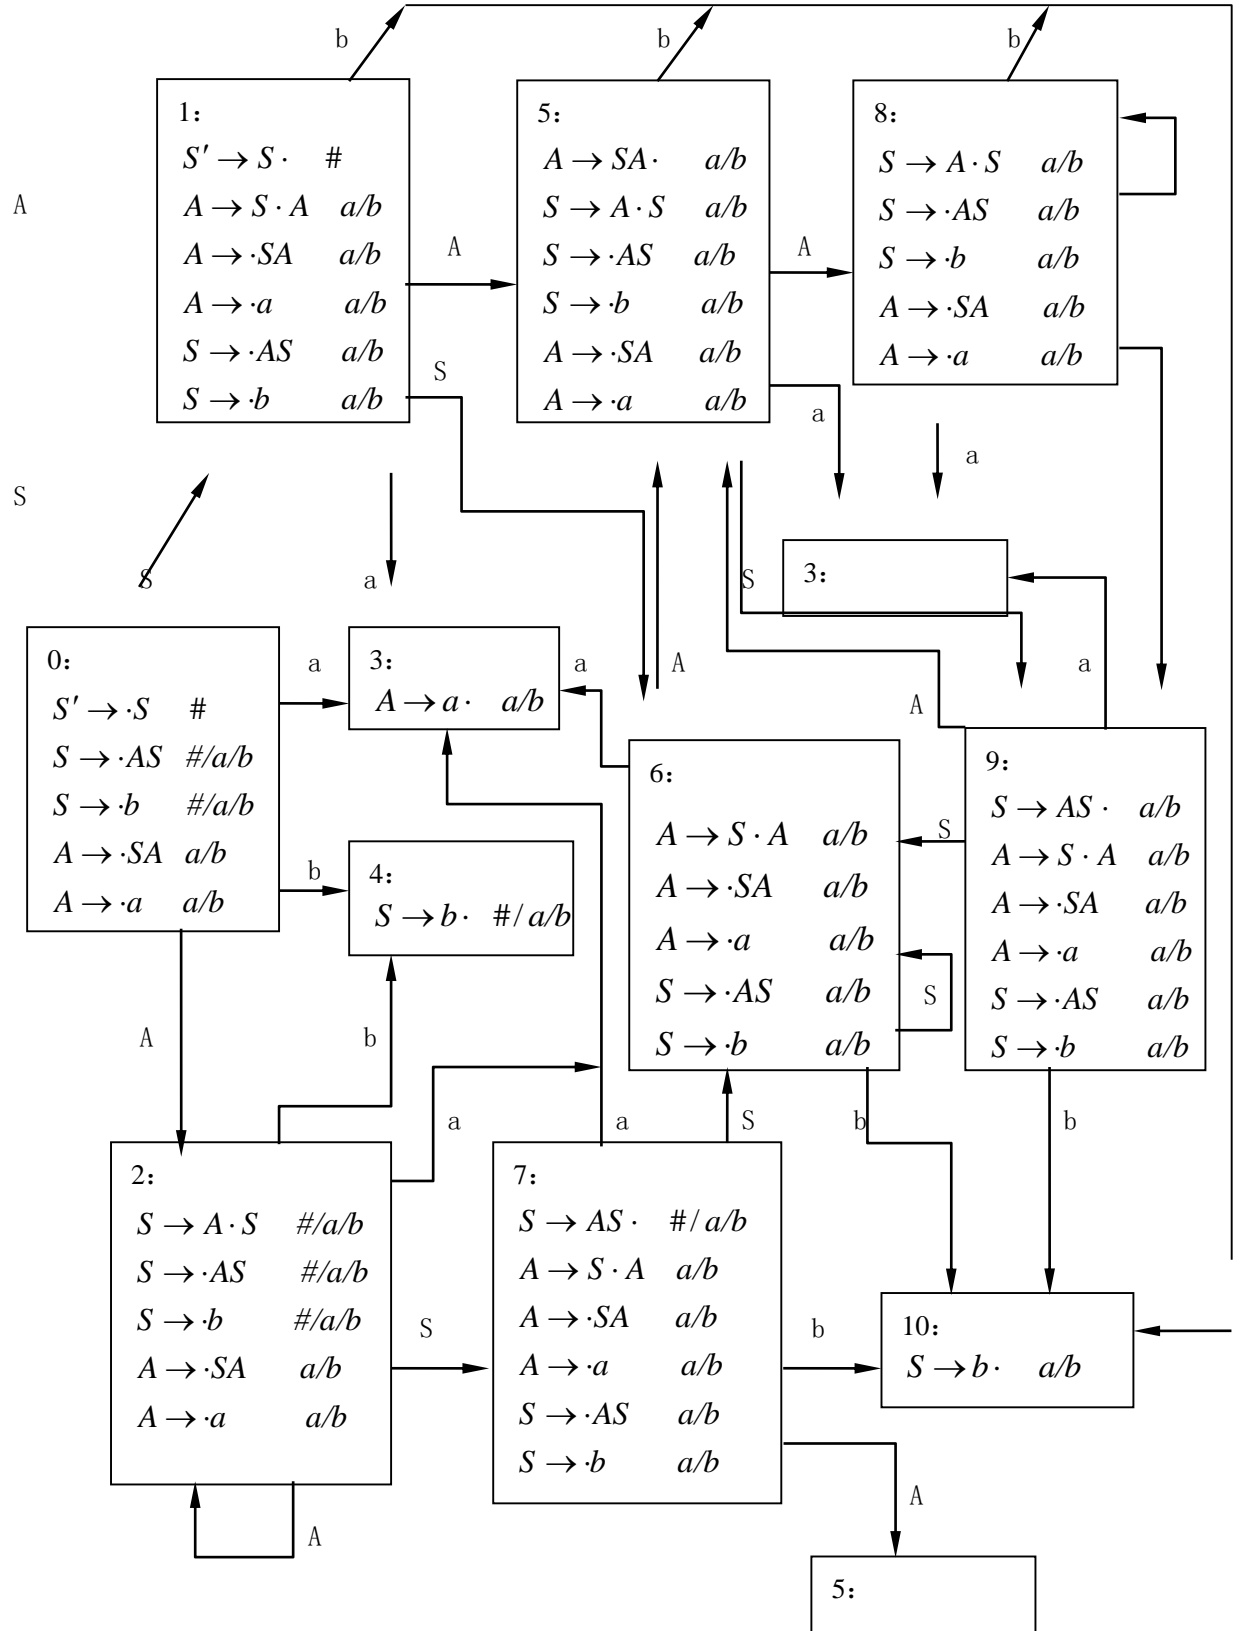 b
b
b
1:
S′ → S · #
A → S · A a/b
A → ·SA a/b
A → ·a a/b
S → ·AS a/b
S → ·b a/b
5:
A → SA · a/b
S → A · S a/b
S → ·AS a/b
S → ·b a/b
A → ·SA a/b
A → ·a a/b
8:
S → A · S a/b
S → ·AS a/b
S → ·b a/b
A → ·SA a/b
A → ·a a/b
A
A
A
S
a
a
S
S
a
S
3:
a
0:
S′ → ·S #
S → ·AS #/a/b
S → ·b #/a/b
A → ·SA a/b
A → ·a a/b
a
3:
A → a · a/b
a
A
A
b
4:
S → b · #/ a/b
6:
A → S · A a/b
A → ·SA a/b
A → ·a a/b
S → ·AS a/b
S → ·b a/b
S
S
9:
S → AS · a/b
A → S · A a/b
A → ·SA a/b
A → ·a a/b
S → ·AS a/b
S → ·b a/b
A
b
a
a
S
b
b
2:
S → A · S #/a/b
S → ·AS #/a/b
S → ·b #/a/b
A → ·SA a/b
A → ·a a/b
S
7:
S → AS · #/ a/b
A → S · A a/b
A → ·SA a/b
A → ·a a/b
S → ·AS a/b
S → ·b a/b
b
10:
S → b · a/b
A
A
5: